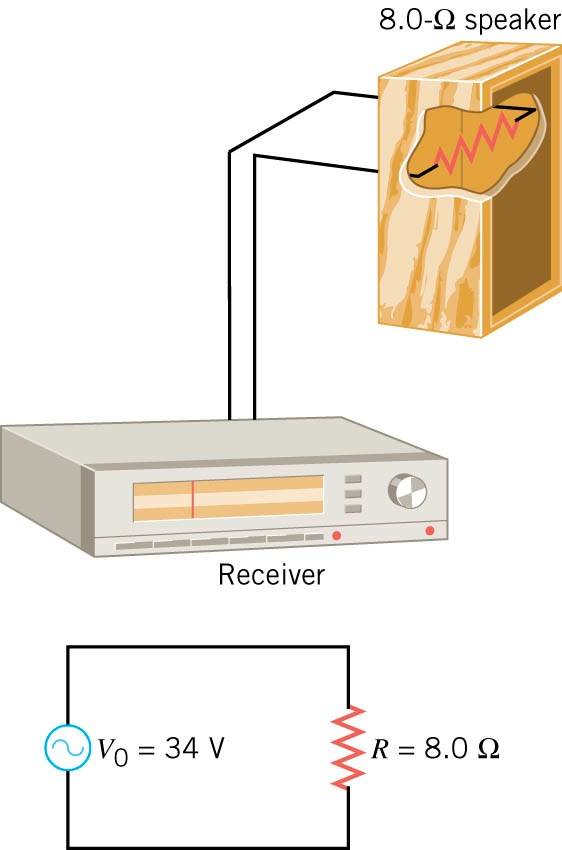 8.0-Ω speaker
Receiver
V0 = 34 V
R = 8.0 Ω